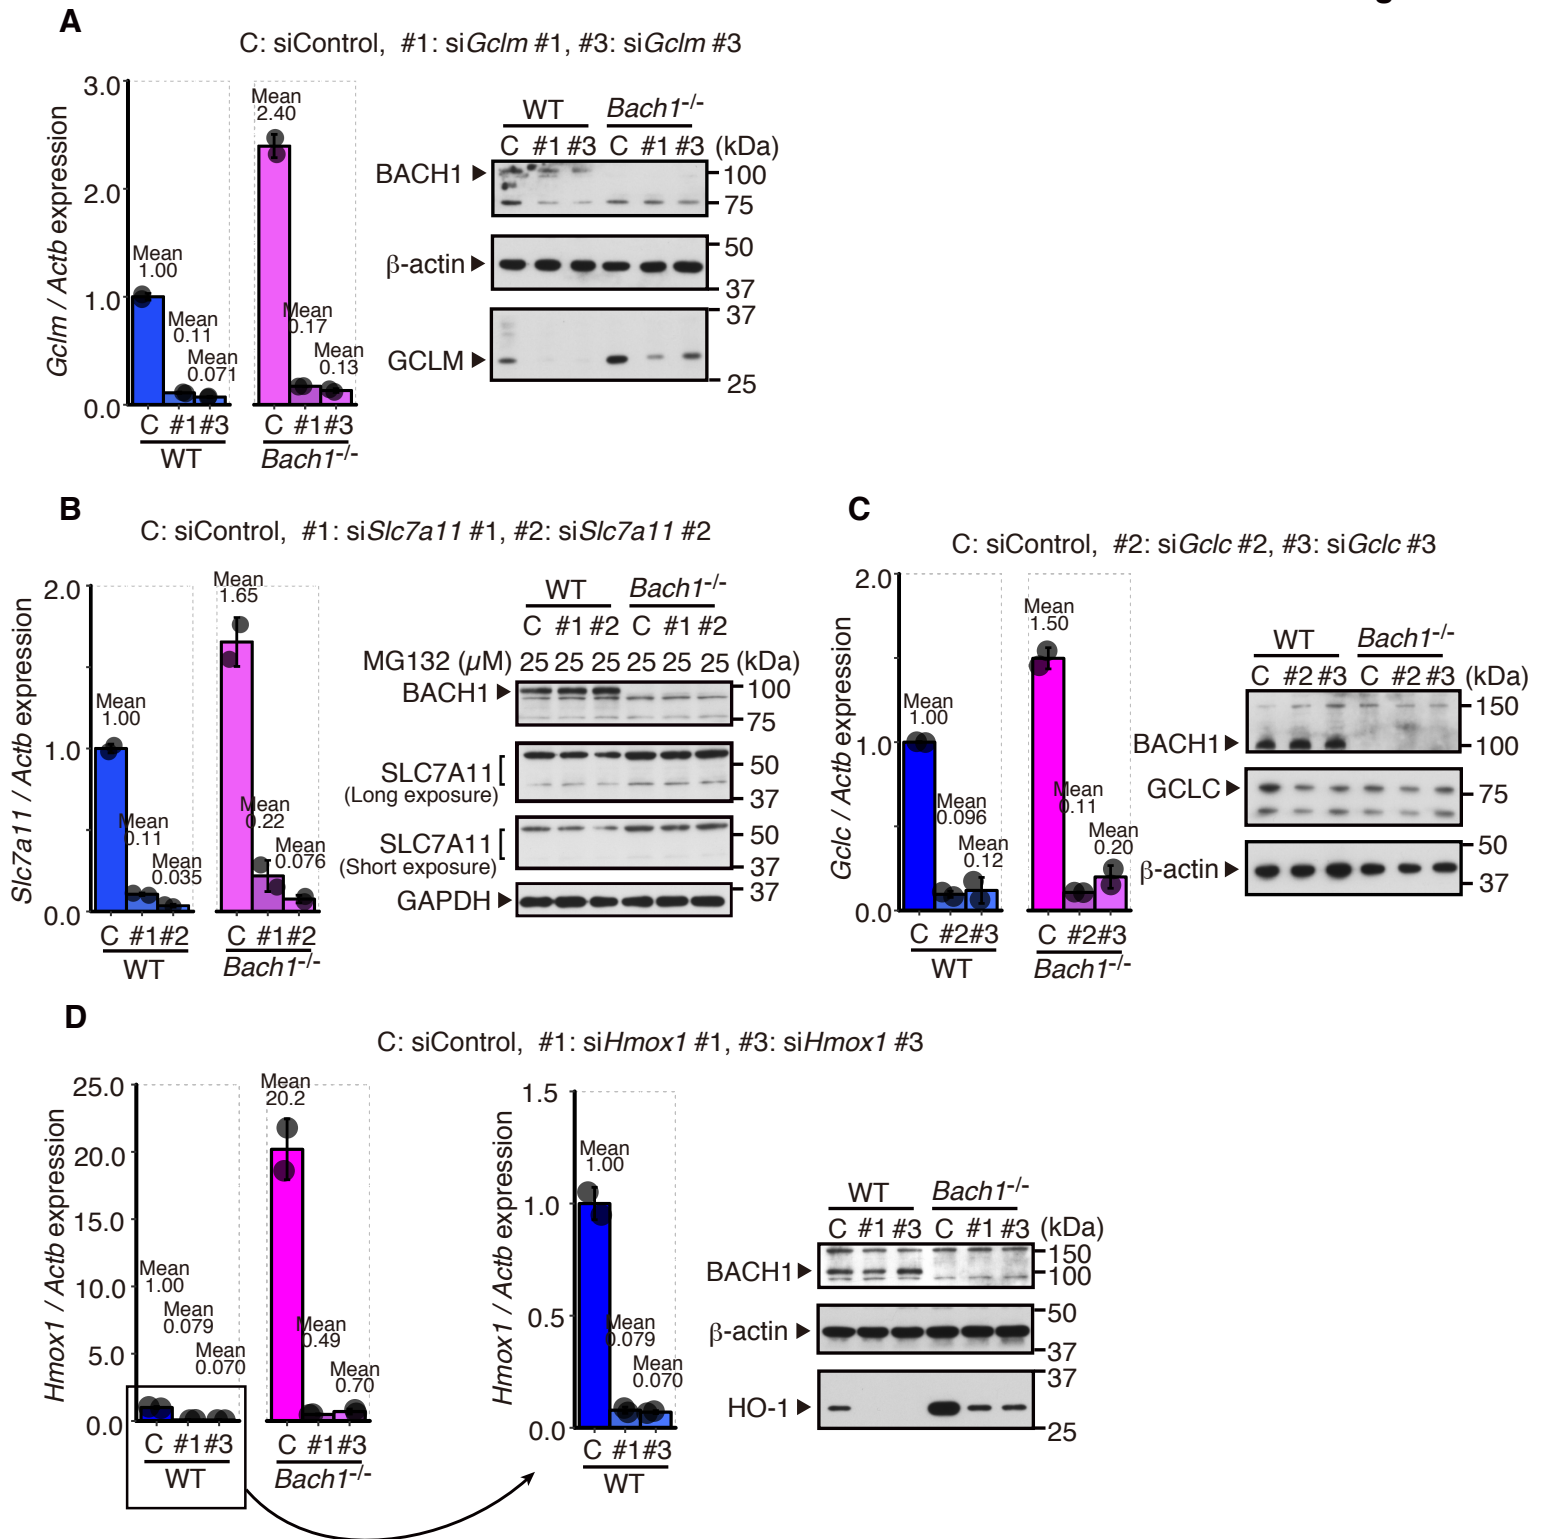 A
C: siControl, #1: siGclm #1, #3: siGclm #3
Gclm / Actb expression
3.0
2.0
1.0
0.0
Mean
1.00
Mean
0.11
Mean
0.071
Mean
2.40
Mean
0.17
Mean
0.13
C #1#3
WT
C #1#3
Bach1-/-
WT
Bach1-/-
C #1 #3 C #1 #3 (kDa)
BACH1
100
75
β-actin
50
37
GCLM
37
25
B
C: siControl, #1: siSlc7a11 #1, #2: siSlc7a11 #2
Slc7a11 / Actb expression
2.0
1.0
0.0
Mean
1.00
Mean
0.11
Mean
0.035
Mean
1.65
Mean
0.22
Mean
0.076
C #1#2
WT
C #1#2
Bach1-/-
WT
Bach1-/-
C #1 #2 C #1 #2
MG132 (μM) 25 25 25 25 25 25 (kDa)
BACH1
100
75
SLC7A11
(Long exposure)
50
37
SLC7A11
(Short exposure)
50
37
GAPDH
37
C
C: siControl, #2: siGclc #2, #3: siGclc #3
Gclc / Actb expression
2.0
1.0
0.0
Mean
1.00
Mean
0.096
Mean
0.12
Mean
1.50
Mean
0.11
Mean
0.20
C #2#3
WT
C #2#3
Bach1-/-
WT
Bach1-/-
C #2 #3 C #2 #3 (kDa)
150
BACH1
100
GCLC
75
β-actin
50
37
D
C: siControl, #1: siHmox1 #1, #3: siHmox1 #3
Hmox1 / Actb expression
25.0
20.0
15.0
10.0
5.0
0.0
Mean
1.00
Mean
0.079
Mean
0.070
Mean
20.2
Mean
0.49
Mean
0.70
C #1#3
WT
C #1#3
Bach1-/-
Hmox1 / Actb expression
1.5
1.0
0.5
0.0
Mean
1.00
Mean
0.079
Mean
0.070
C #1#3
WT
WT
Bach1-/-
C #1 #3 C #1 #3 (kDa)
150
BACH1
100
β-actin
50
37
HO-1
37
25